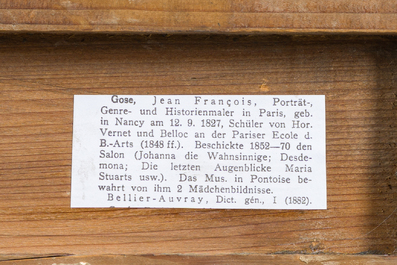 Gose, Jean François, Porträt-,
Genre- und Historienmaler in Paris, geb.
in Nancy am 12. 9. 1827, Schüler von Hor.
Vernet und Belloc an der Pariser Ecole d.
B.-Arts (1848 ff.). Beschickte 1852—70 den
Salon (Johanna die Wahnsinnige; Desde-
mona; Die letzten Augenblicke Maria
Stuarts usw.). Das Mus. in Pontoise be-
wahrt von ihm 2 Mädchenbildnisse.
Bellier-Auvray, Dict. gén., I (1882).